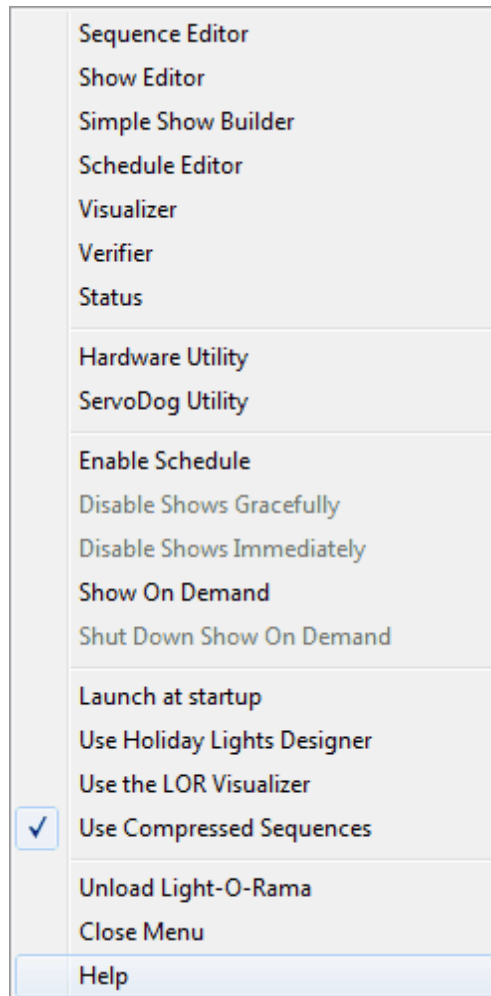 Sequence Editor
Show Editor
Simple Show Builder
Schedule Editor
Visualizer
Verifier
Status
Hardware Utility
ServoDog Utility
Enable Schedule
Disable Shows Gracefully
Disable Shows Immediately
Show On Demand
Shut Down Show On Demand
Launch at startup
Use Holiday Lights Designer
Use the LOR Visualizer
Use Compressed Sequences
Unload Light-O-Rama
Close Menu
Help